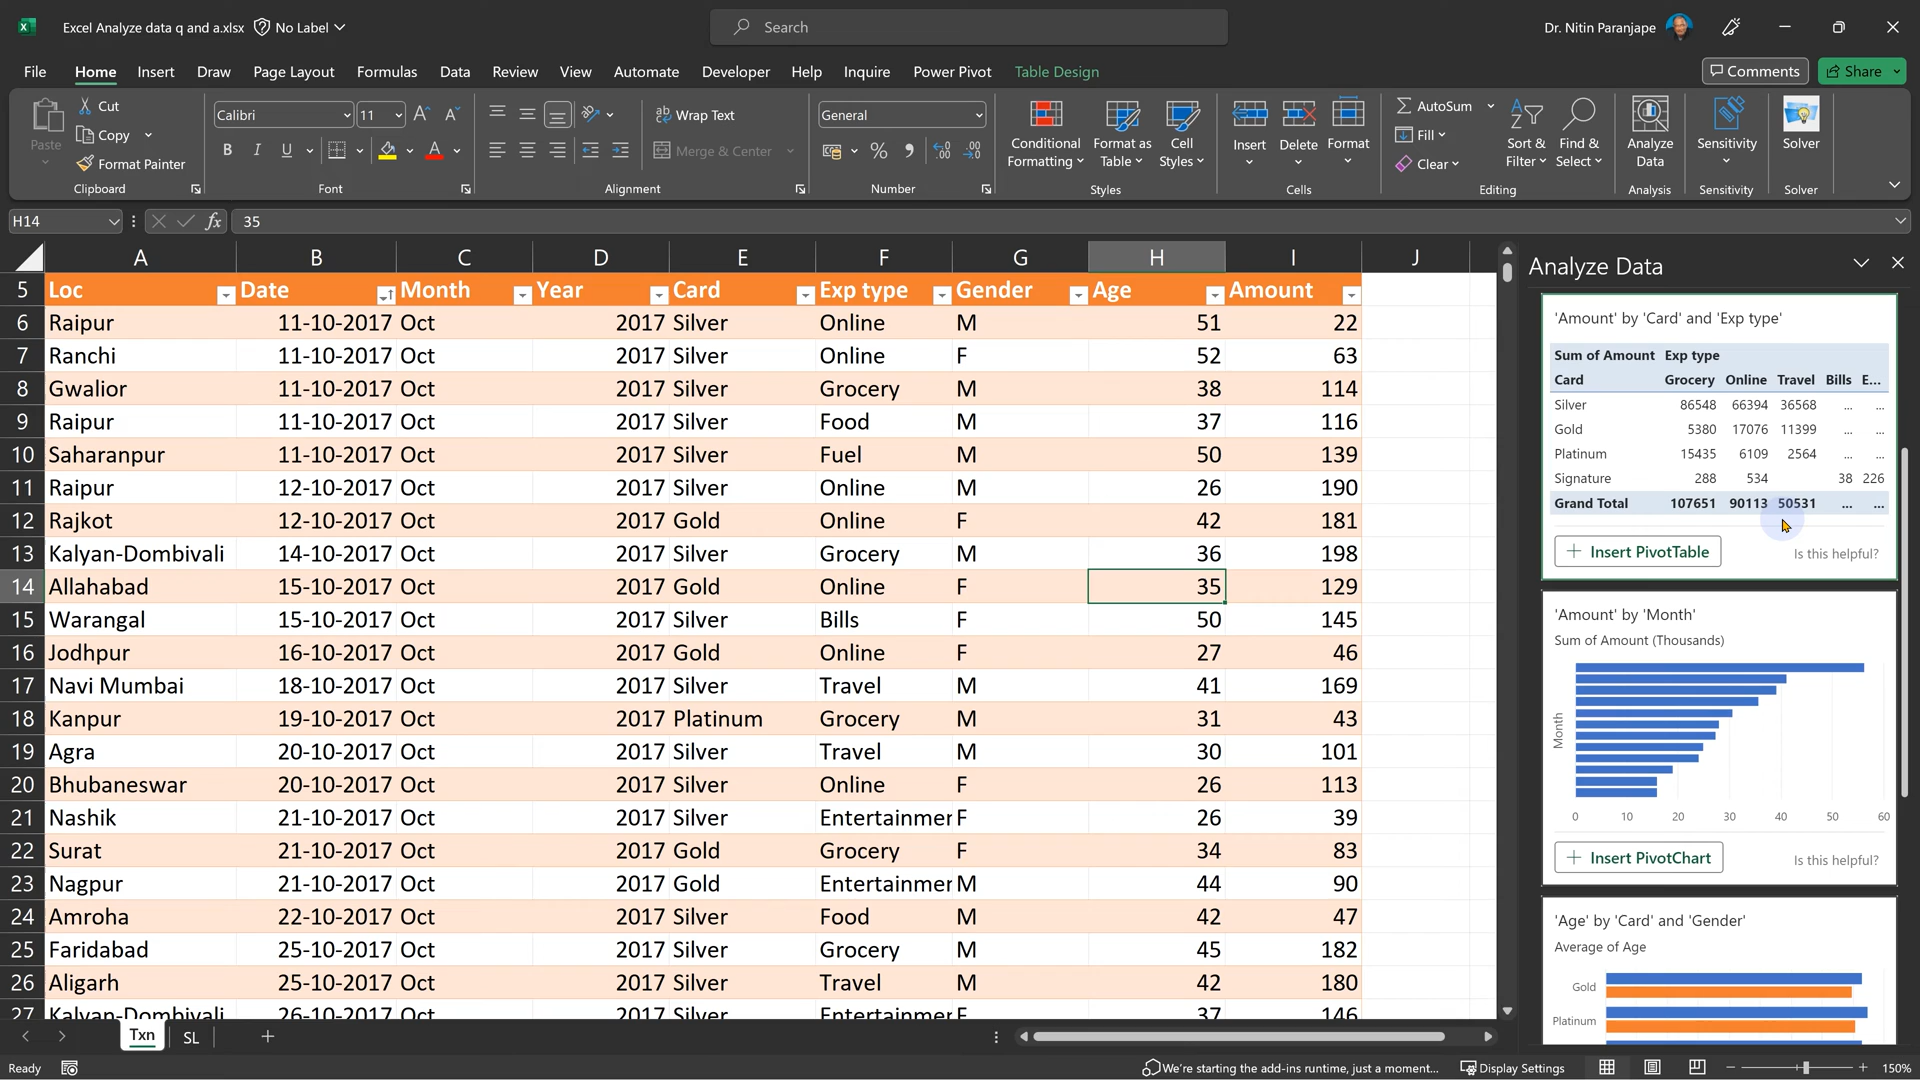 Excel Analyze data q and a.xlsx No Label
Search
Dr. Nitin Paranjape
File Home Insert Draw Page Layout Formulas Data Review View Automate Developer Help Inquire Power Pivot Table Design
Comments Share
Paste
Cut
Copy
Format Painter
Clipboard
Calibri 11
B I U
Font
Wrap Text
Merge & Center
Alignment
General
%
Number
Conditional Formatting
Format as Table
Cell Styles
Styles
Insert Delete Format
Cells
AutoSum
Fill
Clear
Sort & Filter
Find & Select
Editing
Analyze Data
Analysis
Sensitivity
Sensitivity
Solver
Solver
H14 fx 35
A B C D E F G H I J
5 Loc Date Month Year Card Exp type Gender Age Amount
6 Raipur 11-10-2017 Oct 2017 Silver Online M 51 22
7 Ranchi 11-10-2017 Oct 2017 Silver Online F 52 63
8 Gwalior 11-10-2017 Oct 2017 Silver Grocery M 38 114
9 Raipur 11-10-2017 Oct 2017 Silver Food M 37 116
10 Saharanpur 11-10-2017 Oct 2017 Silver Fuel M 50 139
11 Raipur 12-10-2017 Oct 2017 Silver Online M 26 190
12 Rajkot 12-10-2017 Oct 2017 Gold Online F 42 181
13 Kalyan-Dombivali 14-10-2017 Oct 2017 Silver Grocery M 36 198
14 Allahabad 15-10-2017 Oct 2017 Gold Online F 35 129
15 Warangal 15-10-2017 Oct 2017 Silver Bills F 50 145
16 Jodhpur 16-10-2017 Oct 2017 Gold Online F 27 46
17 Navi Mumbai 18-10-2017 Oct 2017 Silver Travel M 41 169
18 Kanpur 19-10-2017 Oct 2017 Platinum Grocery M 31 43
19 Agra 20-10-2017 Oct 2017 Silver Travel M 30 101
20 Bhubaneswar 20-10-2017 Oct 2017 Silver Online F 26 113
21 Nashik 21-10-2017 Oct 2017 Silver Entertainmer F 26 39
22 Surat 21-10-2017 Oct 2017 Gold Grocery F 34 83
23 Nagpur 21-10-2017 Oct 2017 Gold Entertainmer M 44 90
24 Amroha 22-10-2017 Oct 2017 Silver Food M 42 47
25 Faridabad 25-10-2017 Oct 2017 Silver Grocery M 45 182
26 Aligarh 25-10-2017 Oct 2017 Silver Travel M 42 180
27 Kalyan-Dombivali 26-10-2017 Oct 2017 Silver Entertainmer F 37 146
Analyze Data
'Amount' by 'Card' and 'Exp type'
Sum of Amount Exp type
Card Grocery Online Travel Bills E...
Silver 86548 66394 36568 ... ...
Gold 5380 17076 11399 ... ...
Platinum 15435 6109 2564 ... ...
Signature 288 534 38 226
Grand Total 107651 90113 50531 ... ...
+ Insert PivotTable Is this helpful?
'Amount' by 'Month'
Sum of Amount (Thousands)
Month
0 10 20 30 40 50 60
+ Insert PivotChart Is this helpful?
'Age' by 'Card' and 'Gender'
Average of Age
Gold
Platinum
Txn SL
Ready We're starting the add-ins runtime, just a moment... Display Settings 150%